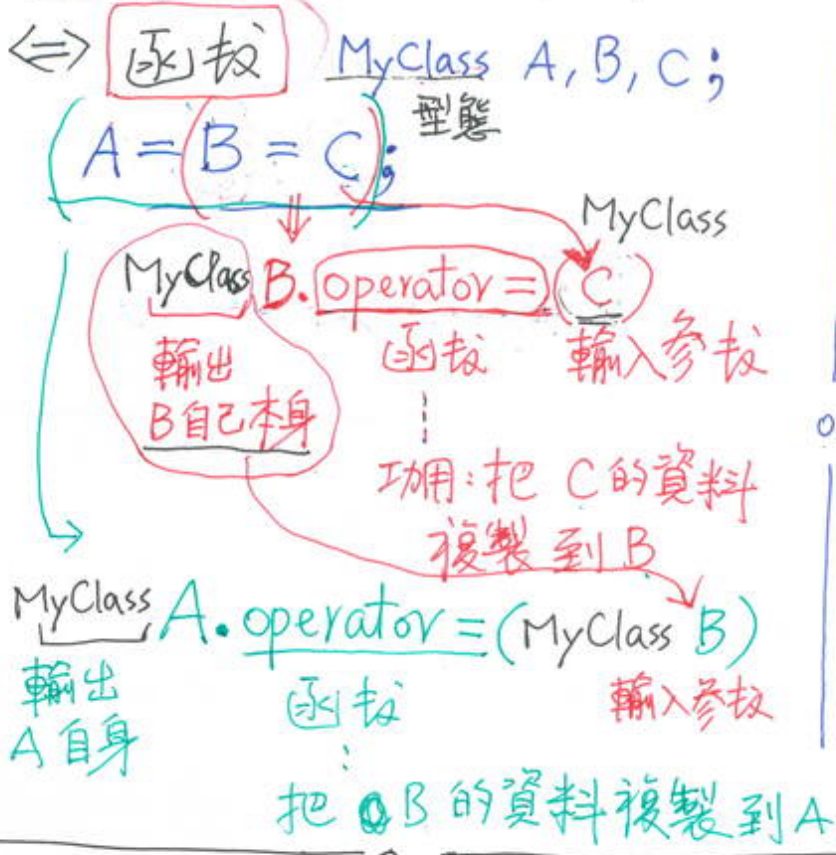 ⇔ 函数 MyClass A, B, C;
型態
(A = (B = C);
MyClass
MyClass B. operator = (C)
輸出 函数 輸入参数
B自己本身
功用:把 C 的資料
複製到B
MyClass A. operator = (MyClass B)
輸出 函数 輸入参数
A 自身
把 B 的資料複製到A